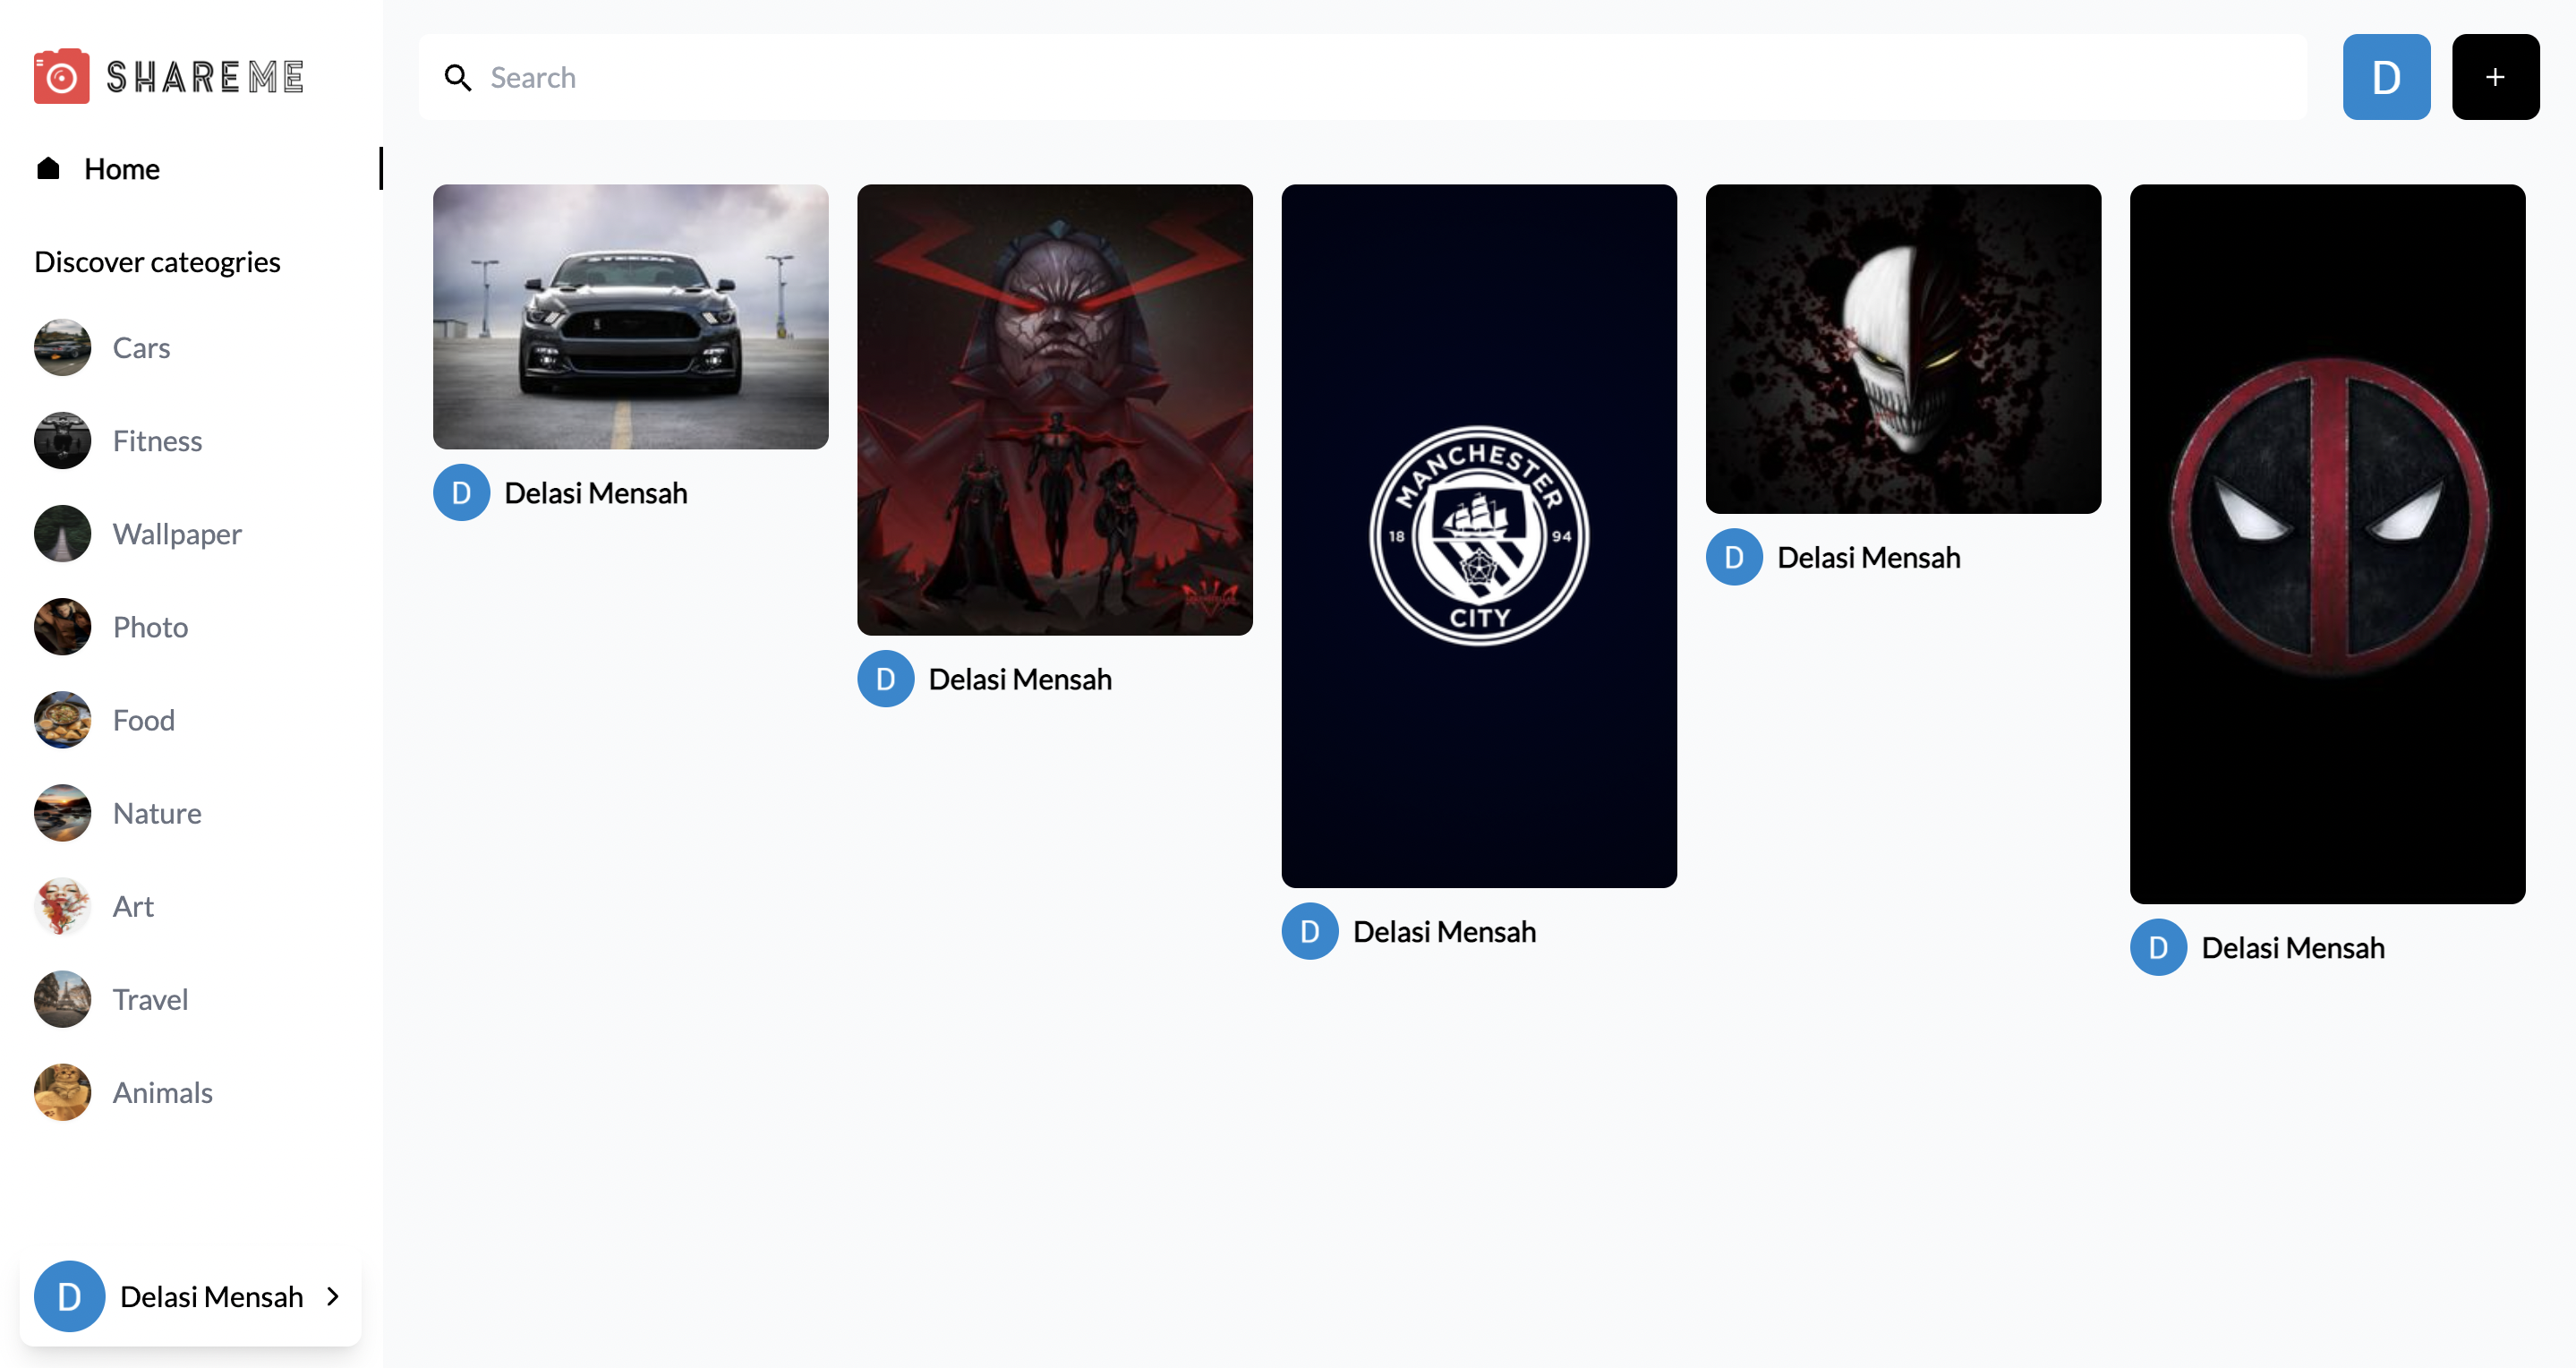 SHAREME
Search
D
+
Home
Discover cateogries
Cars
Fitness
Wallpaper
Photo
Food
Nature
Art
Travel
Animals
D Delasi Mensah
STEEDA
D Delasi Mensah
D Delasi Mensah
MANCHESTER
18 94
CITY
D Delasi Mensah
D Delasi Mensah
D Delasi Mensah